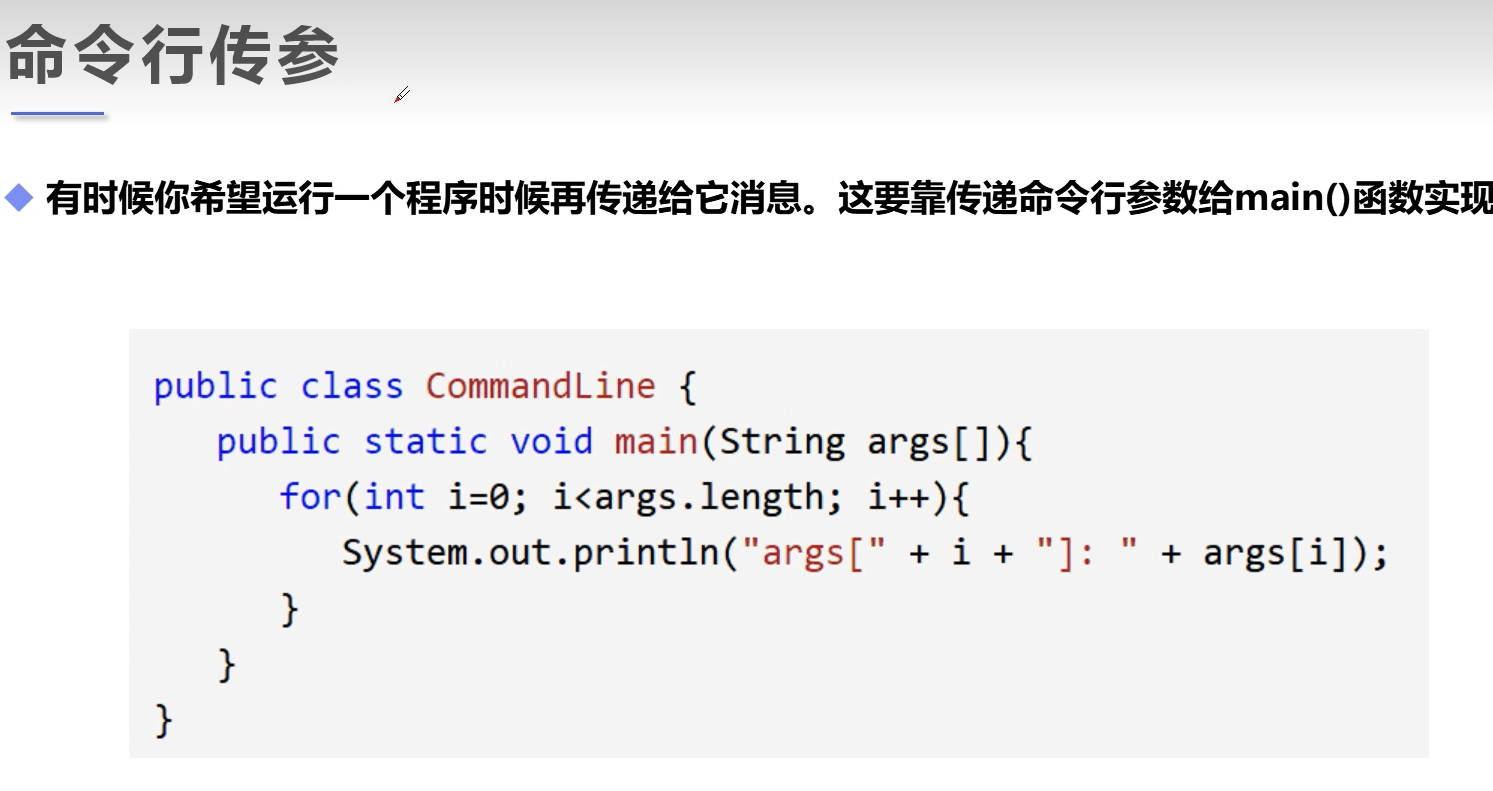 命令行传参
有时候你希望运行一个程序时候再传递给它消息。这要靠传递命令行参数给main()函数实现
public class CommandLine {
public static void main(String args[]){
for(int i=0; i<args.length; i++){
System.out.println("args[" + i + "]: " + args[i]);
}
}
}